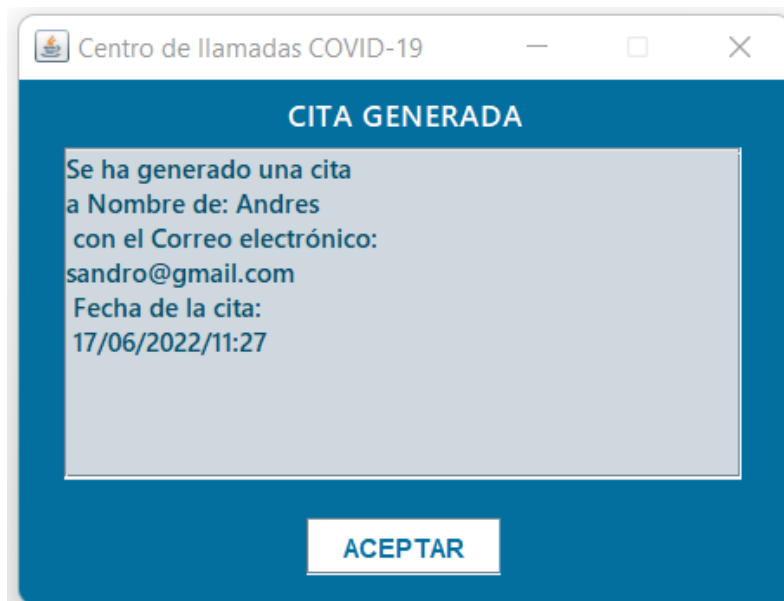 Centro de llamadas COVID-19
CITA GENERADA
Se ha generado una cita
a Nombre de: Andres
con el Correo electrónico:
sandro@gmail.com
Fecha de la cita:
17/06/2022/11:27
ACEPTAR